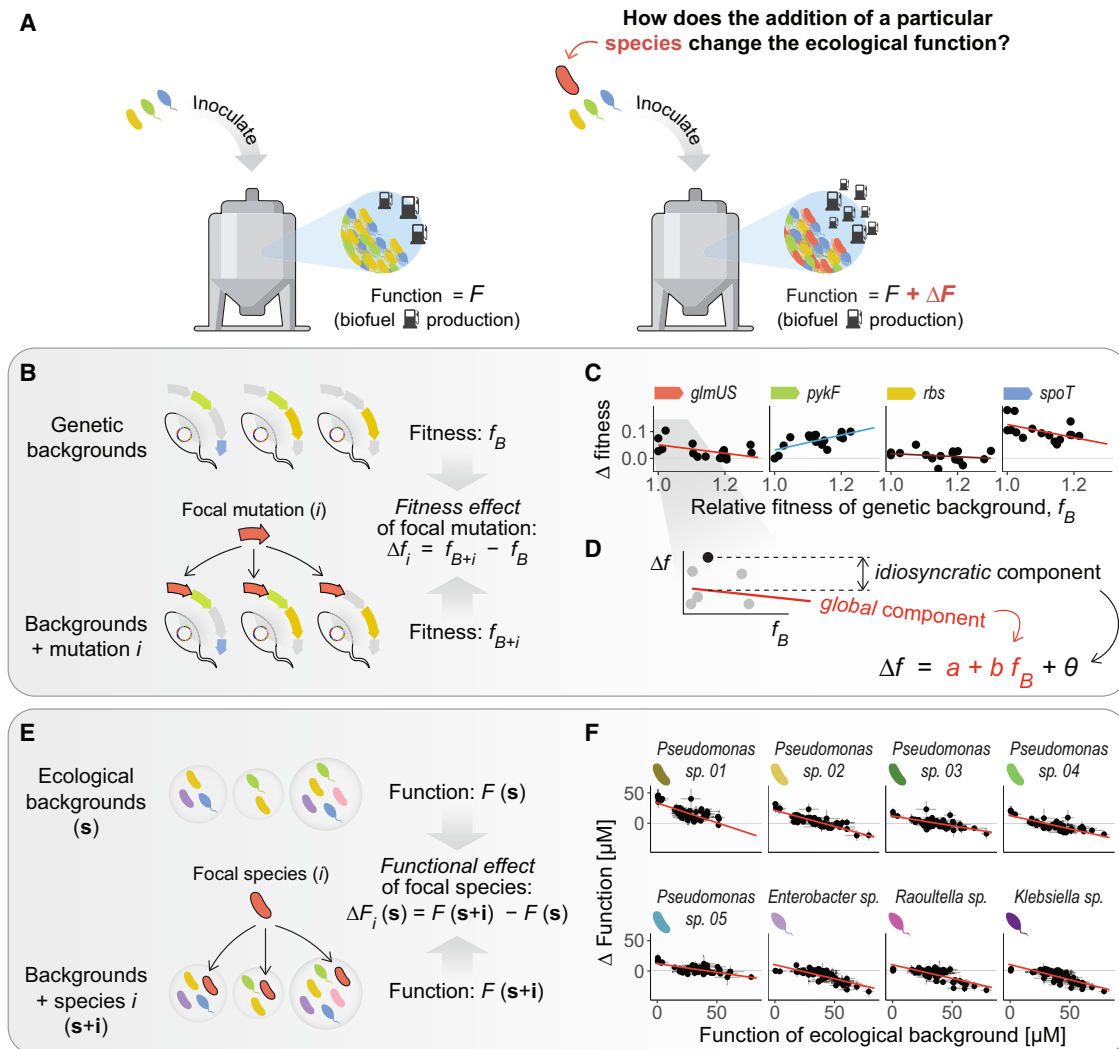 A
How does the addition of a particular
species change the ecological function?
Inoculate
Inoculate
Function = F
(biofuel production)
Function = F + ΔF
(biofuel production)
B
Genetic
backgrounds
Fitness: f_B
Focal mutation (i)
Fitness effect
of focal mutation:
Δf_i = f_B+i − f_B
Backgrounds
+ mutation i
Fitness: f_B+i
C
glmUS
pykF
rbs
spoT
Δ fitness
0.1
0.0
1.0
1.2
1.0
1.2
1.0
1.2
1.0
1.2
Relative fitness of genetic background, f_B
D
Δf
f_B
idiosyncratic component
global component
Δf = a + b f_B + θ
E
Ecological
backgrounds
(s)
Function: F (s)
Focal species (i)
Functional effect
of focal species:
ΔF_i (s) = F (s+i) − F (s)
Backgrounds
+ species i
(s+i)
Function: F (s+i)
F
Pseudomonas
sp. 01
Pseudomonas
sp. 02
Pseudomonas
sp. 03
Pseudomonas
sp. 04
Δ Function [µM]
50
0
Pseudomonas
sp. 05
Enterobacter sp.
Raoultella sp.
Klebsiella sp.
50
0
0
50
0
50
0
50
0
50
Function of ecological background [µM]